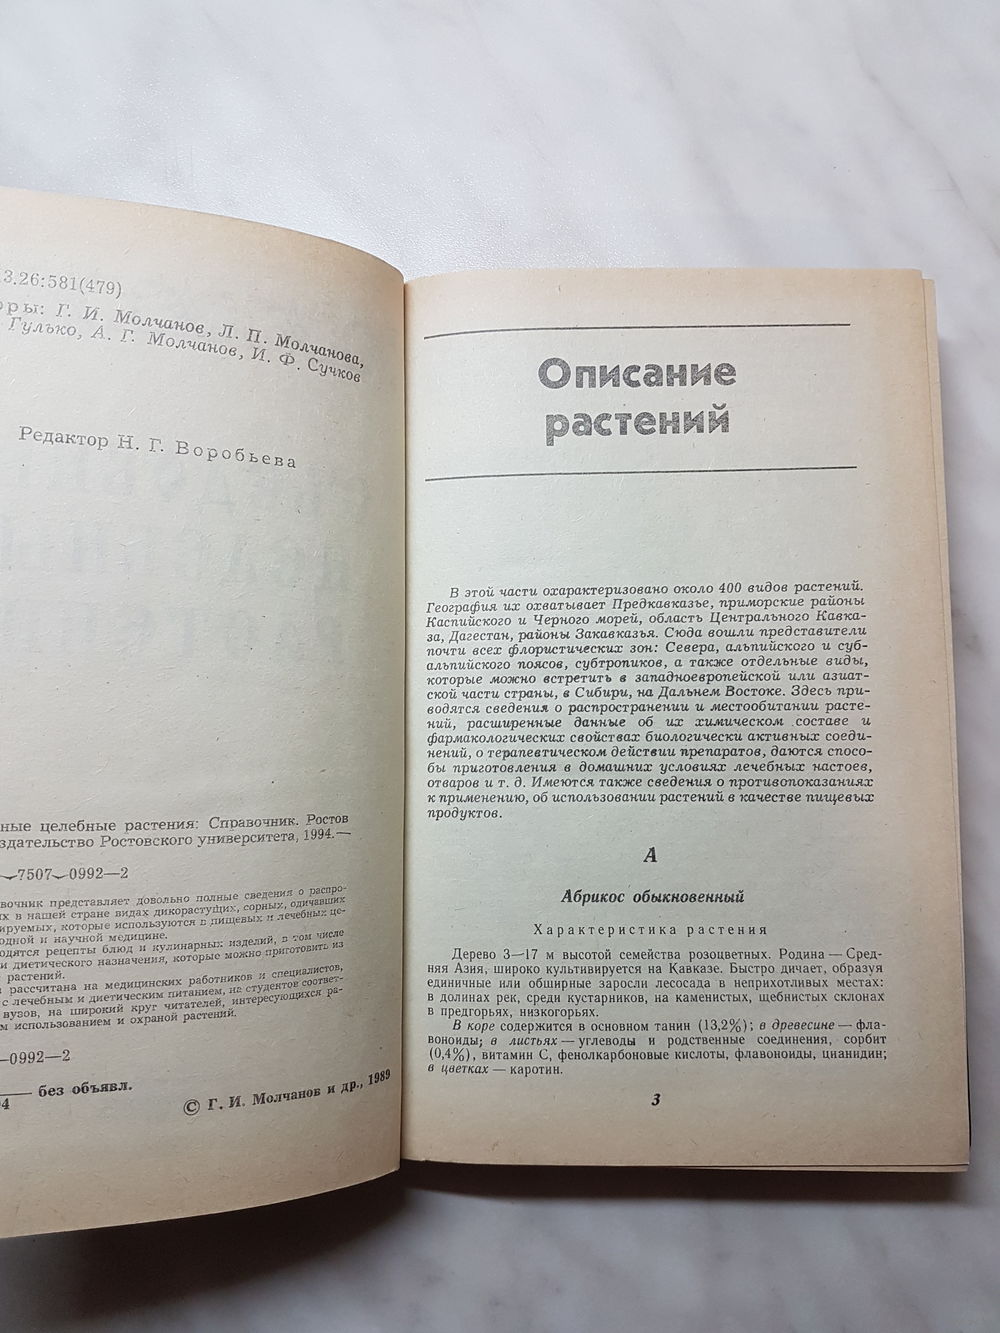 3.26:581(479)
оры: Г. И. Молчанов, Л. П. Молчанова,
Гулько, А. Г. Молчанов, И. Ф. Сучков
Редактор Н. Г. Воробьева
ные целебные растения: Справочник. Ростов
здательство Ростовского университета, 1994.—
7507—0992—2
вочник представляет довольно полные сведения о распро-
х в нашей стране видах дикорастущих, сорных, одичавших
ируемых, которые используются в пищевых и лечебных це-
одной и научной медицине.
одятся рецепты блюд и кулинарных изделий, в том числе
и диетического назначения, которые можно приготовить из
растений.
рассчитана на медицинских работников и специалистов,
с лечебным и диетическим питанием, на студентов соответ-
вузов, на широкий круг читателей, интересующихся ра-
м использованием и охраной растений.
—0992—2
— без объявл.
94
© Г. И. Молчанов и др., 1989
Описание
растений
В этой части охарактеризовано около 400 видов растений.
География их охватывает Предкавказье, приморские районы
Каспийского и Черного морей, область Центрального Кавка-
за, Дагестан, районы Закавказья. Сюда вошли представители
почти всех флористических зон: Севера, альпийского и суб-
альпийского поясов, субтропиков, а также отдельные виды,
которые можно встретить в западноевропейской или азиат-
ской части страны, в Сибири, на Дальнем Востоке. Здесь при-
водятся сведения о распространении и местообитании расте-
ний, расширенные данные об их химическом составе и
фармакологических свойствах биологически активных соеди-
нений, о терапевтическом действии препаратов, даются спосо-
бы приготовления в домашних условиях лечебных настоев,
отваров и т. д. Имеются также сведения о противопоказаниях
к применению, об использовании растений в качестве пищевых
продуктов.
А
Абрикос обыкновенный
Характеристика растения
Дерево 3—17 м высотой семейства розоцветных. Родина — Сред-
няя Азия, широко культивируется на Кавказе. Быстро дичает, образуя
единичные или обширные заросли лесосада в неприхотливых местах:
в долинах рек, среди кустарников, на каменистых, щебнистых склонах
в предгорьях, низкогорьях.
В коре содержится в основном танин (13,2%); в древесине — фла-
воноиды; в листьях — углеводы и родственные соединения, сорбит
(0,4%), витамин С, фенолкарбоновые кислоты, флавоноиды, цианидин;
в цветках — каротин.
3